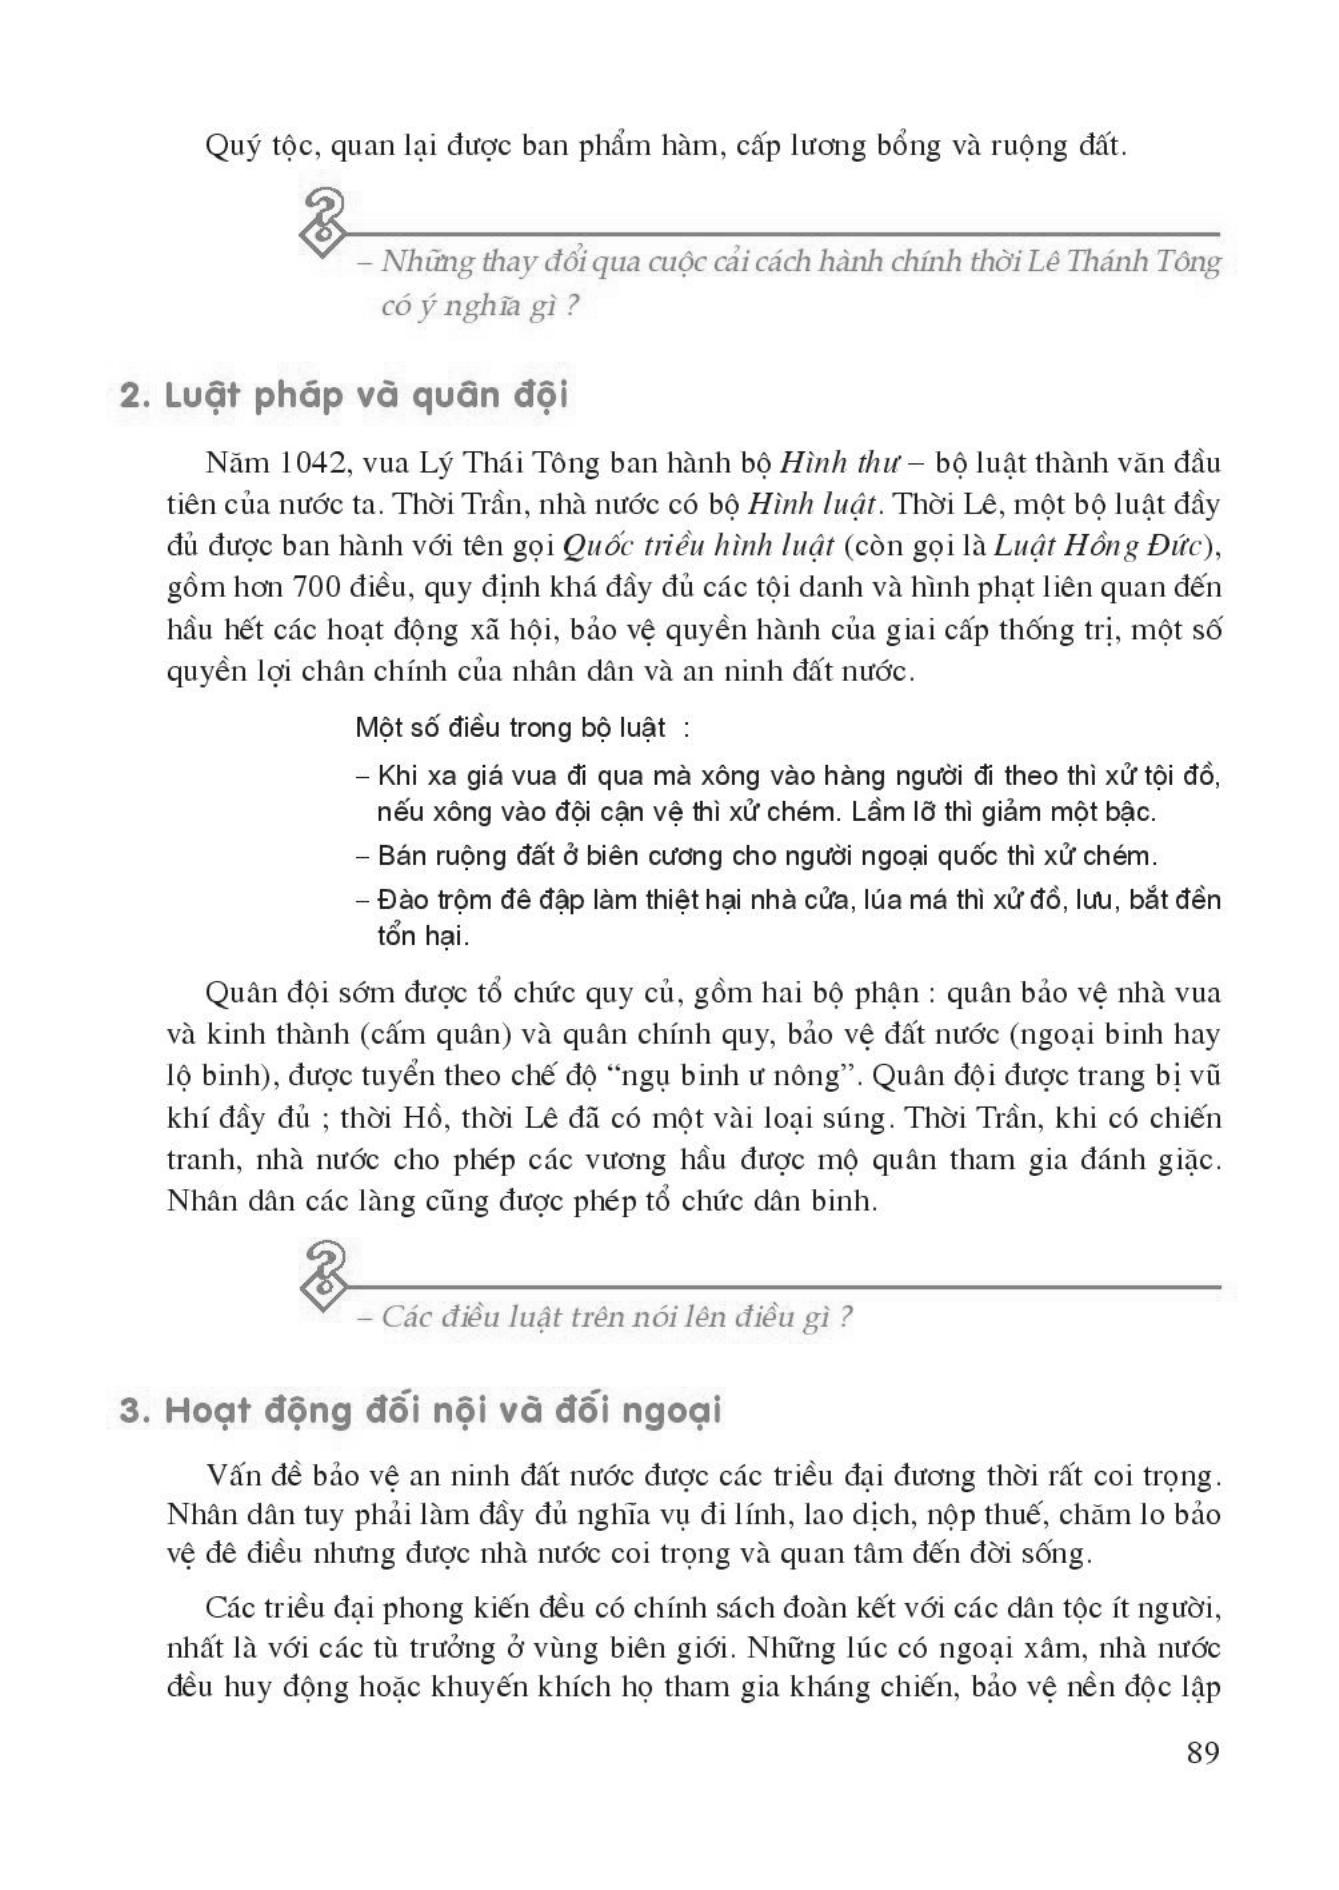 Quý tộc, quan lại được ban phẩm hàm, cấp lương bổng và ruộng đất.
– Những thay đổi qua cuộc cải cách hành chính thời Lê Thánh Tông
có ý nghĩa gì ?
2. Luật pháp và quân đội
Năm 1042, vua Lý Thái Tông ban hành bộ Hình thư – bộ luật thành văn đầu
tiên của nước ta. Thời Trần, nhà nước có bộ Hình luật. Thời Lê, một bộ luật đầy
đủ được ban hành với tên gọi Quốc triều hình luật (còn gọi là Luật Hồng Đức),
gồm hơn 700 điều, quy định khá đầy đủ các tội danh và hình phạt liên quan đến
hầu hết các hoạt động xã hội, bảo vệ quyền hành của giai cấp thống trị, một số
quyền lợi chân chính của nhân dân và an ninh đất nước.
Một số điều trong bộ luật :
– Khi xa giá vua đi qua mà xông vào hàng người đi theo thì xử tội đồ,
nếu xông vào đội cận vệ thì xử chém. Lầm lỡ thì giảm một bậc.
– Bán ruộng đất ở biên cương cho người ngoại quốc thì xử chém.
– Đào trộm đê đập làm thiệt hại nhà cửa, lúa má thì xử đồ, lưu, bắt đền
tổn hại.
Quân đội sớm được tổ chức quy củ, gồm hai bộ phận : quân bảo vệ nhà vua
và kinh thành (cấm quân) và quân chính quy, bảo vệ đất nước (ngoại binh hay
lộ binh), được tuyển theo chế độ “ngụ binh ư nông”. Quân đội được trang bị vũ
khí đầy đủ ; thời Hồ, thời Lê đã có một vài loại súng. Thời Trần, khi có chiến
tranh, nhà nước cho phép các vương hầu được mộ quân tham gia đánh giặc.
Nhân dân các làng cũng được phép tổ chức dân binh.
– Các điều luật trên nói lên điều gì ?
3. Hoạt động đối nội và đối ngoại
Vấn đề bảo vệ an ninh đất nước được các triều đại đương thời rất coi trọng.
Nhân dân tuy phải làm đầy đủ nghĩa vụ đi lính, lao dịch, nộp thuế, chăm lo bảo
vệ đê điều nhưng được nhà nước coi trọng và quan tâm đến đời sống.
Các triều đại phong kiến đều có chính sách đoàn kết với các dân tộc ít người,
nhất là với các tù trưởng ở vùng biên giới. Những lúc có ngoại xâm, nhà nước
đều huy động hoặc khuyến khích họ tham gia kháng chiến, bảo vệ nền độc lập
89